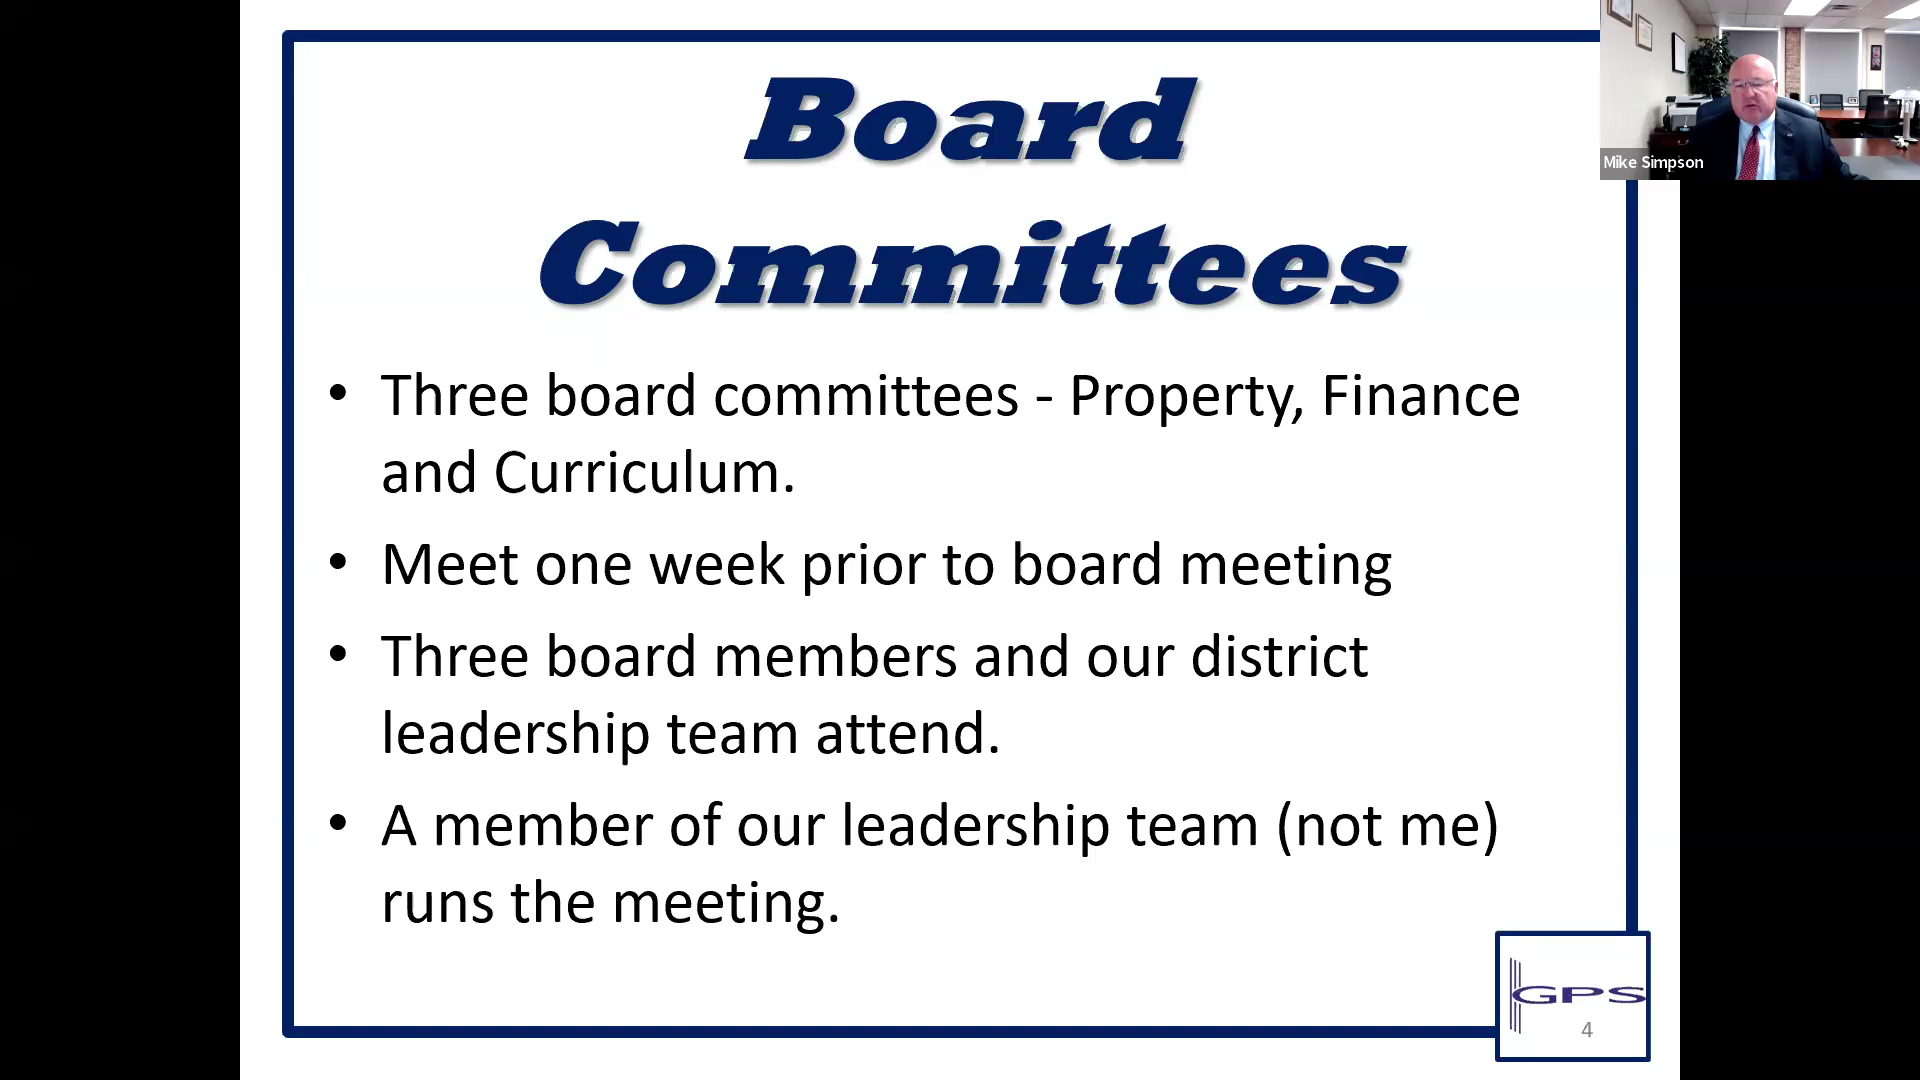 Board
Committees
Mike Simpson
• Three board committees - Property, Finance
and Curriculum.
• Meet one week prior to board meeting
• Three board members and our district
leadership team attend.
• A member of our leadership team (not me)
runs the meeting.
GPS
4